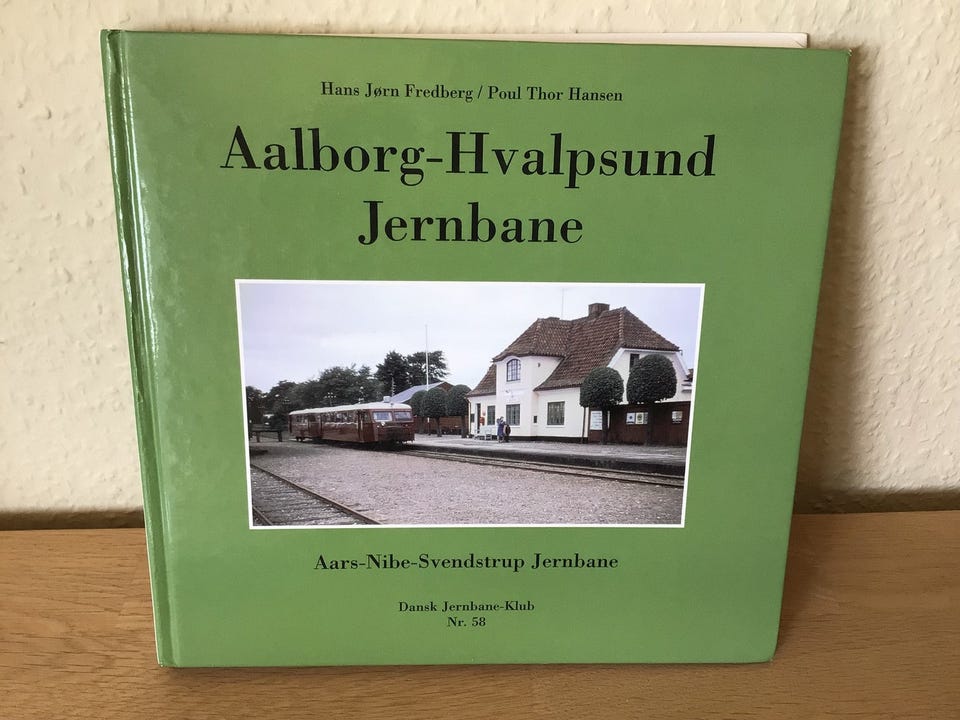 Hans Jørn Fredberg / Poul Thor Hansen
Aalborg-Hvalpsund
Jernbane
Aars-Nibe-Svendstrup Jernbane
Dansk Jernbane-Klub
Nr. 58